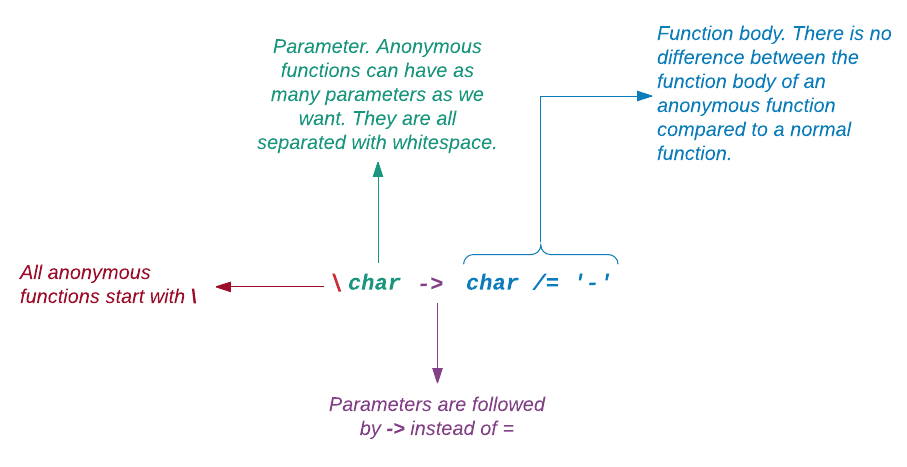 Parameter. Anonymous
functions can have as
many parameters as we
want. They are all
separated with whitespace.
Function body. There is no
difference between the
function body of an
anonymous function
compared to a normal
function.
All anonymous
functions start with \
\char -> char /= '-'
Parameters are followed
by -> instead of =